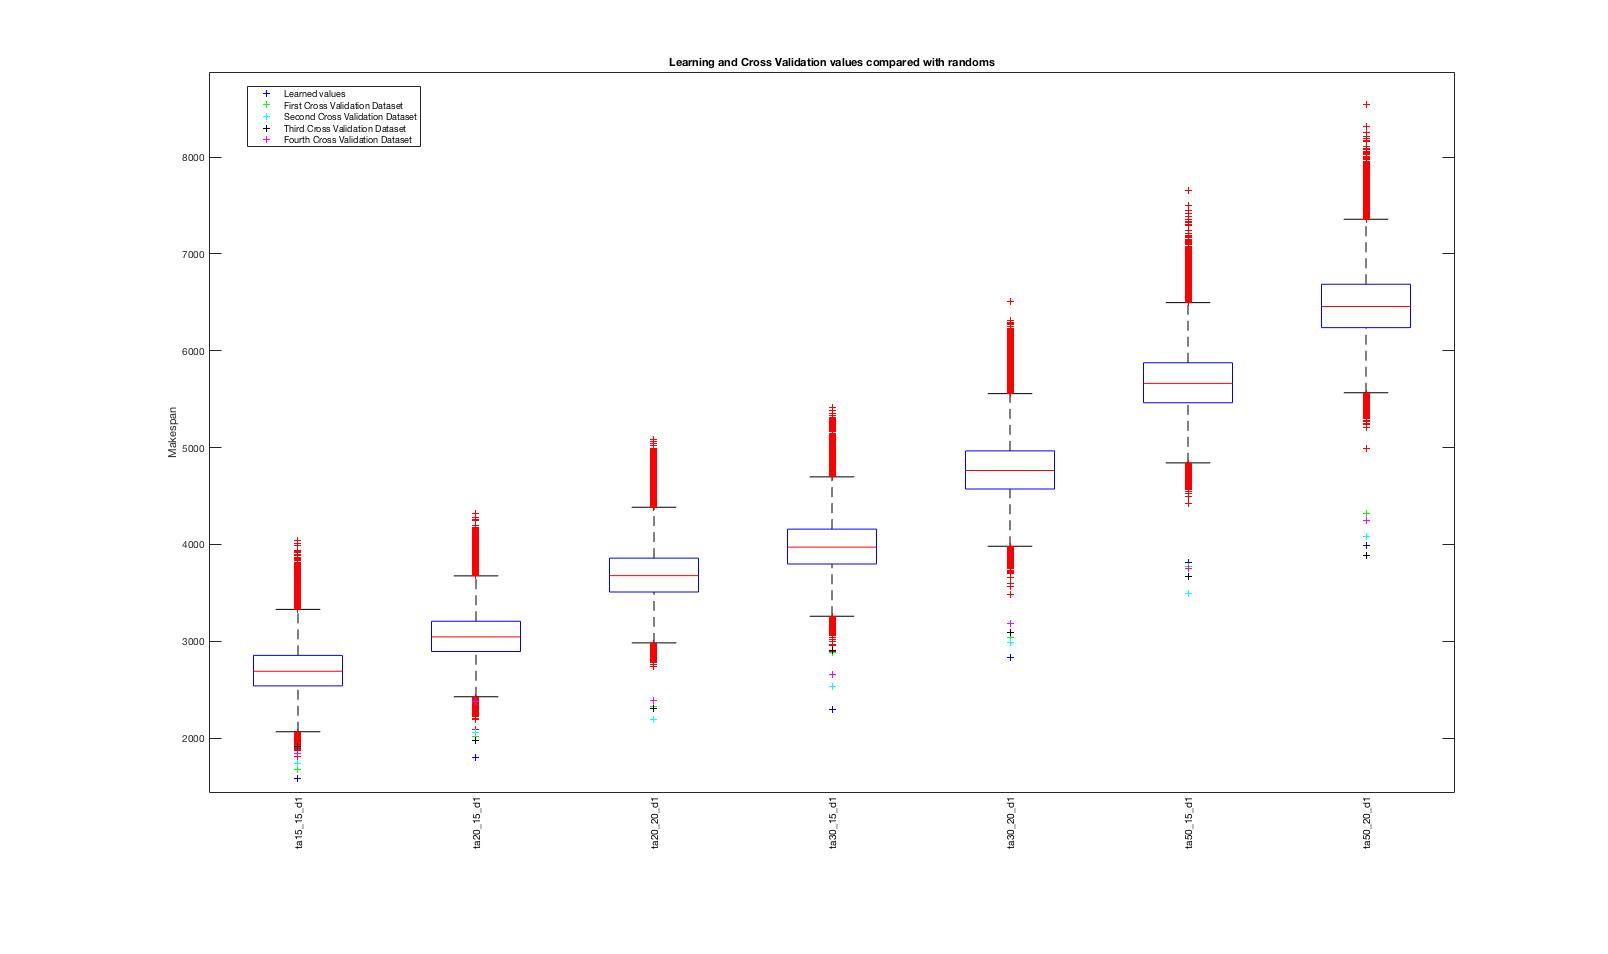 Learning and Cross Validation values compared with randoms
Learned values
First Cross Validation Dataset
Second Cross Validation Dataset
Third Cross Validation Dataset
Fourth Cross Validation Dataset
8000
7000
6000
5000
4000
3000
2000
Makespan
ta15_15_d1
ta20_15_d1
ta20_20_d1
ta30_15_d1
ta30_20_d1
ta50_15_d1
ta50_20_d1